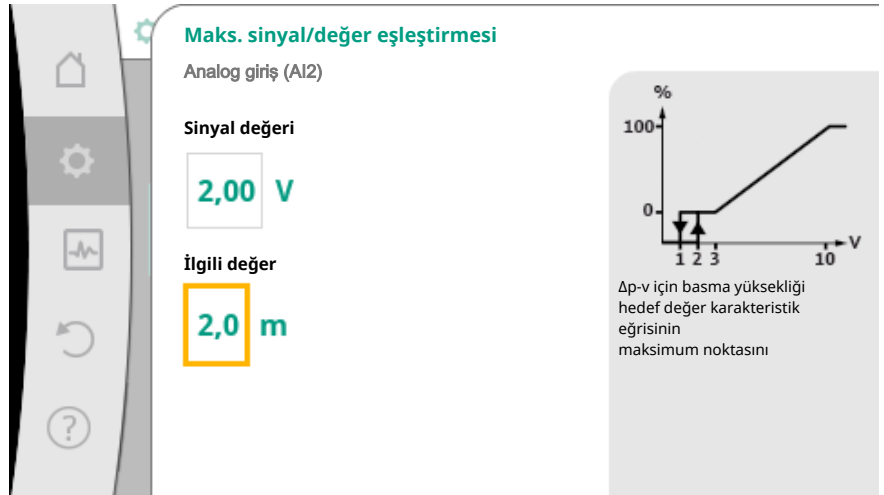 Maks. sinyal/değer eşleştirmesi
Analog giriş (AI2)
Sinyal değeri
2,00 V
İlgili değer
2,0 m
%
100
0
1 2 3 10
V
Δp-v için basma yüksekliği
hedef değer karakteristik
eğrisinin
maksimum noktasını
?